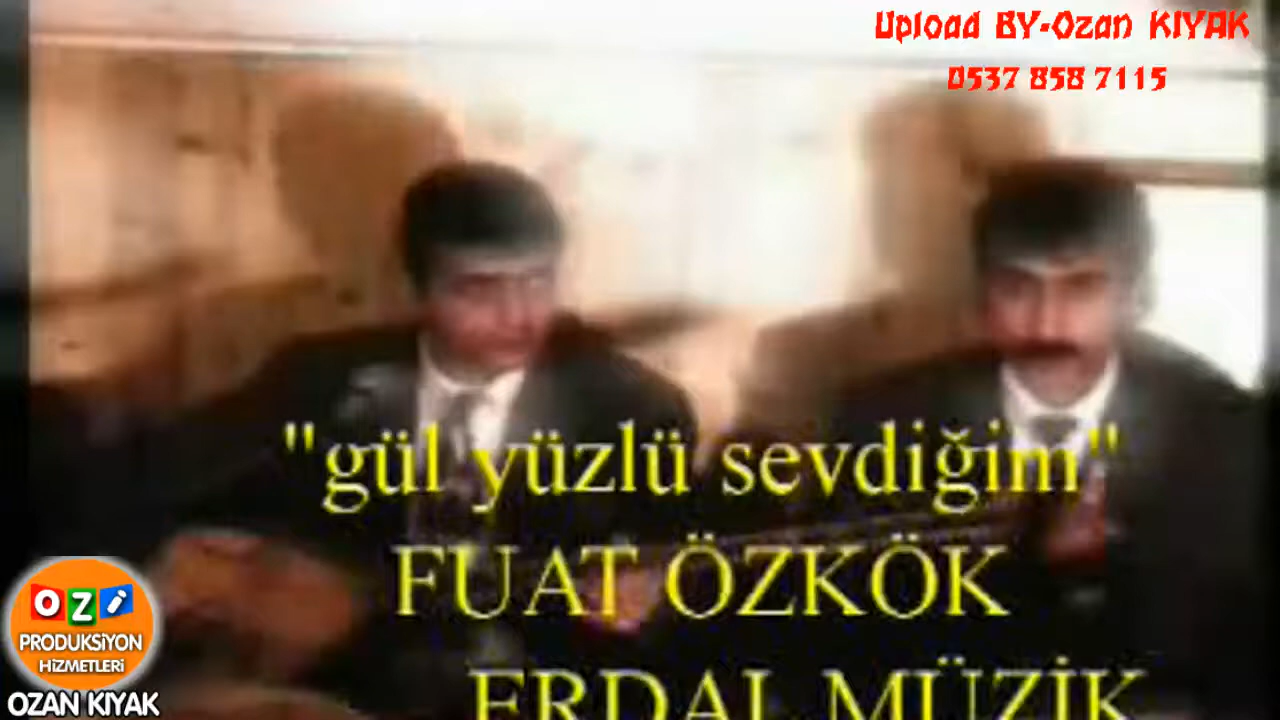 Upload BY-Ozan KIYAK
0537 858 7115
"gül yüzlü sevdiğim"
FUAT ÖZKÖK
ERDAL MÜZİK
OZİ
PRODUKSİYON
HİZMETLERİ
OZAN KIYAK